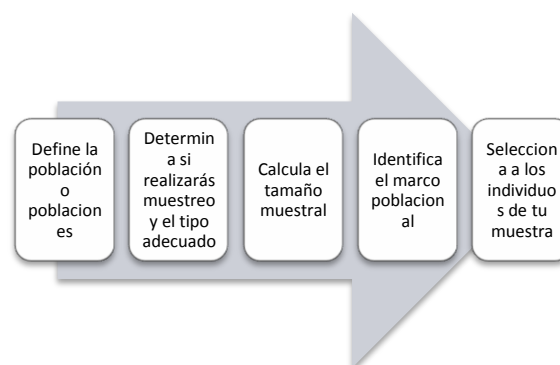 Define la
población
o
poblacion
es
Determin
a si
realizarás
muestreo
y el tipo
adecuado
Calcula el
tamaño
muestral
Identifica
el marco
poblacion
al
Seleccion
a a los
individuo
s de tu
muestra